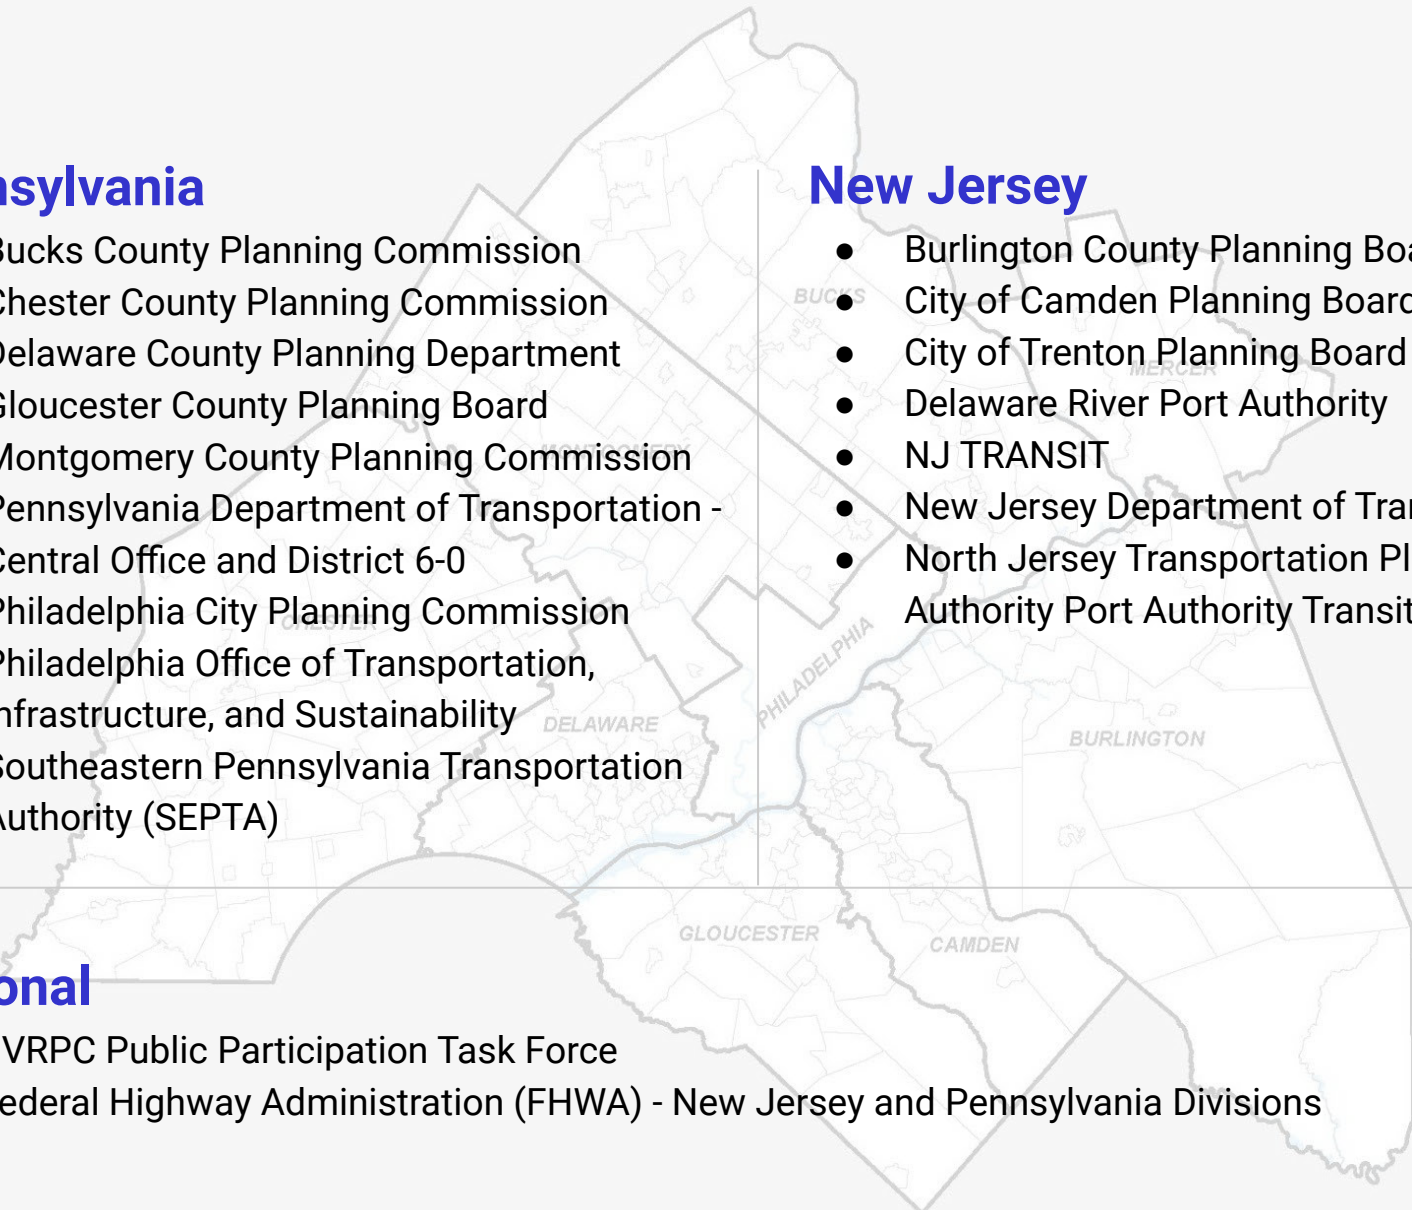 nsylvania
Bucks County Planning Commission
Chester County Planning Commission
Delaware County Planning Department
Gloucester County Planning Board
Montgomery County Planning Commission
Pennsylvania Department of Transportation -
Central Office and District 6-0
Philadelphia City Planning Commission
Philadelphia Office of Transportation,
nfrastructure, and Sustainability
Southeastern Pennsylvania Transportation
Authority (SEPTA)
New Jersey
● Burlington County Planning Boa
● City of Camden Planning Board
● City of Trenton Planning Board
● Delaware River Port Authority
● NJ TRANSIT
● New Jersey Department of Tra
● North Jersey Transportation Pl
Authority Port Authority Transit
onal
VRPC Public Participation Task Force
ederal Highway Administration (FHWA) - New Jersey and Pennsylvania Divisions
BUCKS
MERCER
MONTGOMERY
CHESTER
PHILADELPHIA
DELAWARE
BURLINGTON
GLOUCESTER
CAMDEN